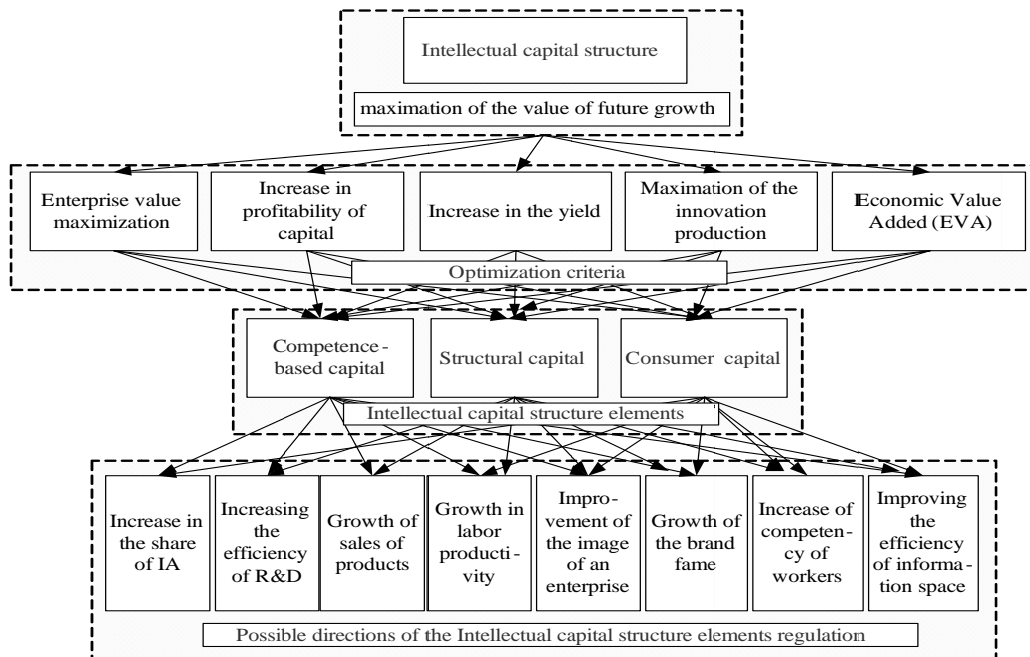 Intellectual capital structure
maximation of the value of future growth
Enterprise value
maximization
Increase in
profitability of
capital
Increase in the yield
Maximation of the
innovation
production
Economic Value
Added (EVA)
Optimization criteria
Competence-
based capital
Structural capital
Consumer capital
Intellectual capital structure elements
Increase in
the share
of IA
Increasing
the
efficiency
of R&D
Growth of
sales of
products
Growth in
labor
producti-
vity
Improve-
vement of
the image
of an
enterprise
Growth of
the brand
fame
Increase of
competen-
cy of
workers
Improving
the
efficiency
of informa-
tion space
Possible directions of the Intellectual capital structure elements regulation